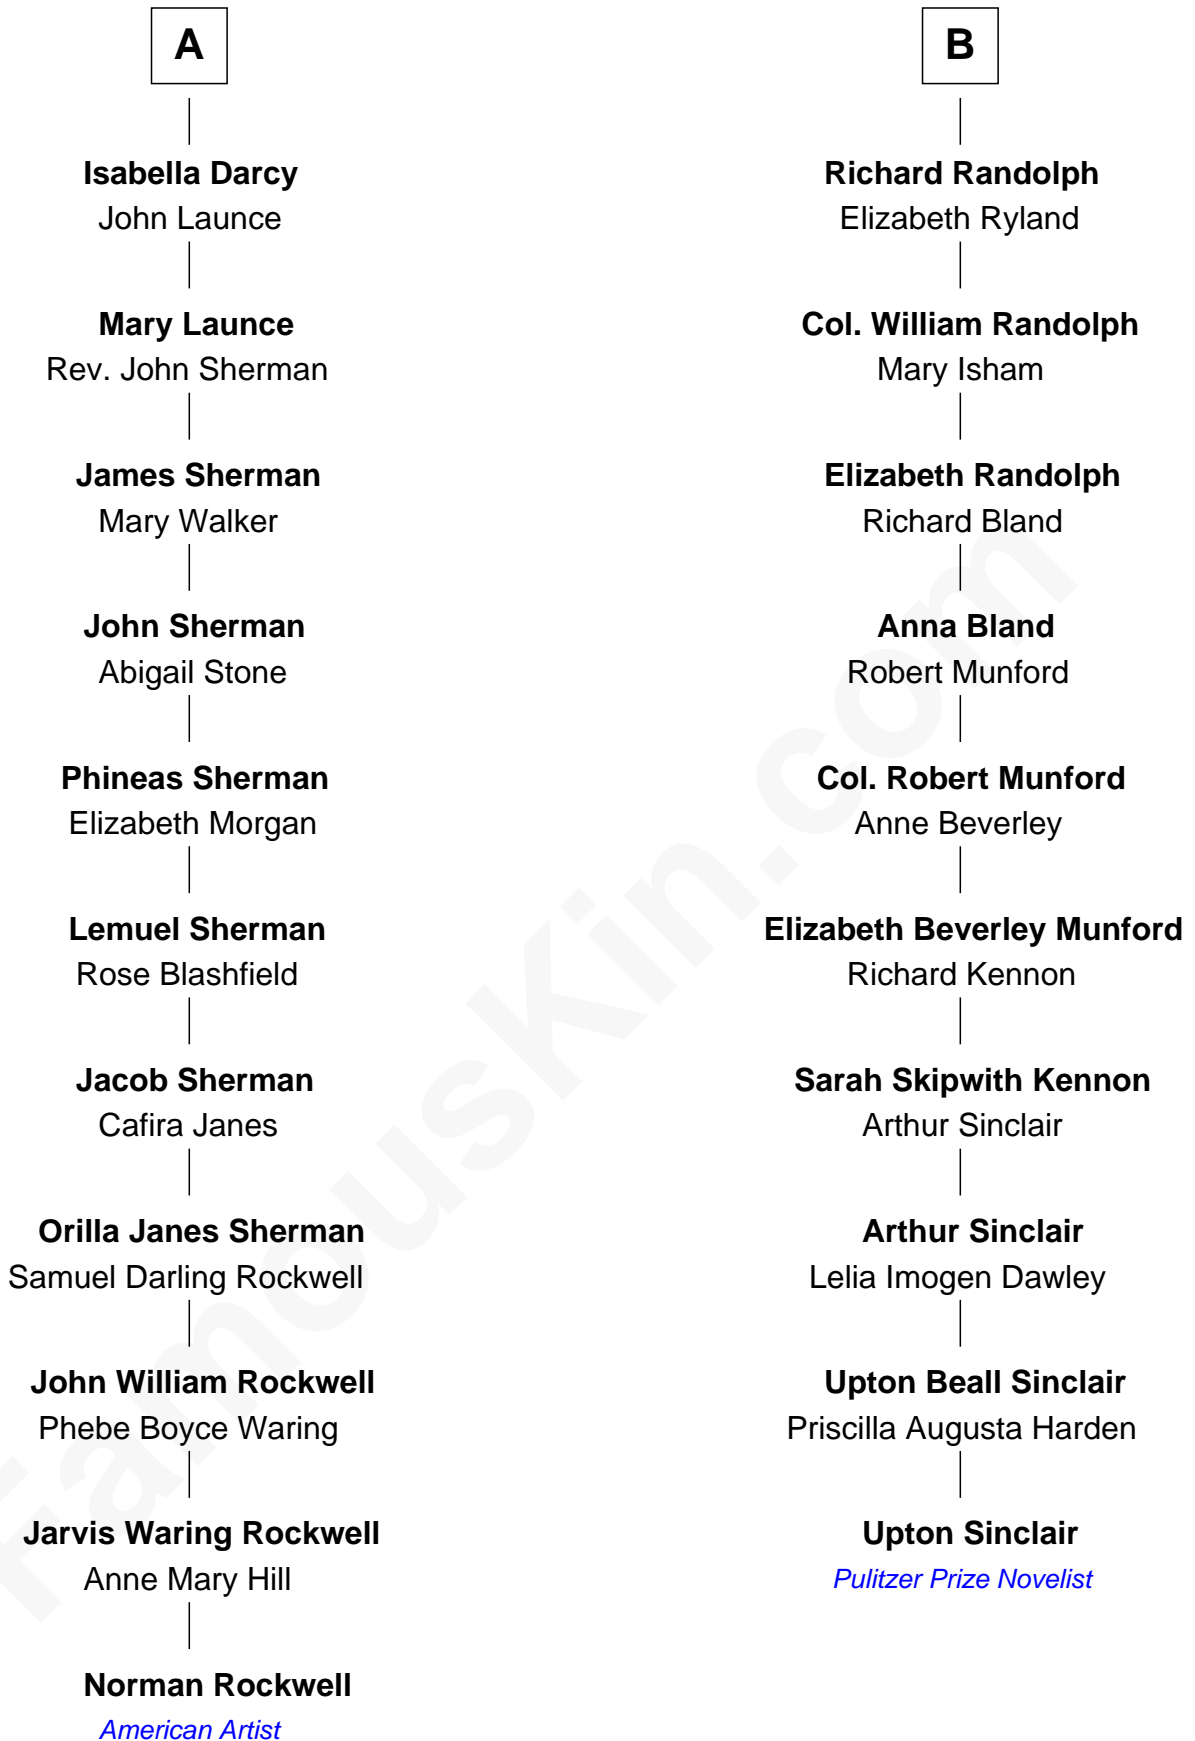 A
Isabella Darcy
John Launce
Mary Launce
Rev. John Sherman
James Sherman
Mary Walker
John Sherman
Abigail Stone
Phineas Sherman
Elizabeth Morgan
Lemuel Sherman
Rose Blashfield
Jacob Sherman
Cafira Janes
Orilla Janes Sherman
Samuel Darling Rockwell
John William Rockwell
Phebe Boyce Waring
Jarvis Waring Rockwell
Anne Mary Hill
Norman Rockwell
American Artist
B
Richard Randolph
Elizabeth Ryland
Col. William Randolph
Mary Isham
Elizabeth Randolph
Richard Bland
Anna Bland
Robert Munford
Col. Robert Munford
Anne Beverley
Elizabeth Beverley Munford
Richard Kennon
Sarah Skipwith Kennon
Arthur Sinclair
Arthur Sinclair
Lelia Imogen Dawley
Upton Beall Sinclair
Priscilla Augusta Harden
Upton Sinclair
Pulitzer Prize Novelist
FamousKin.com